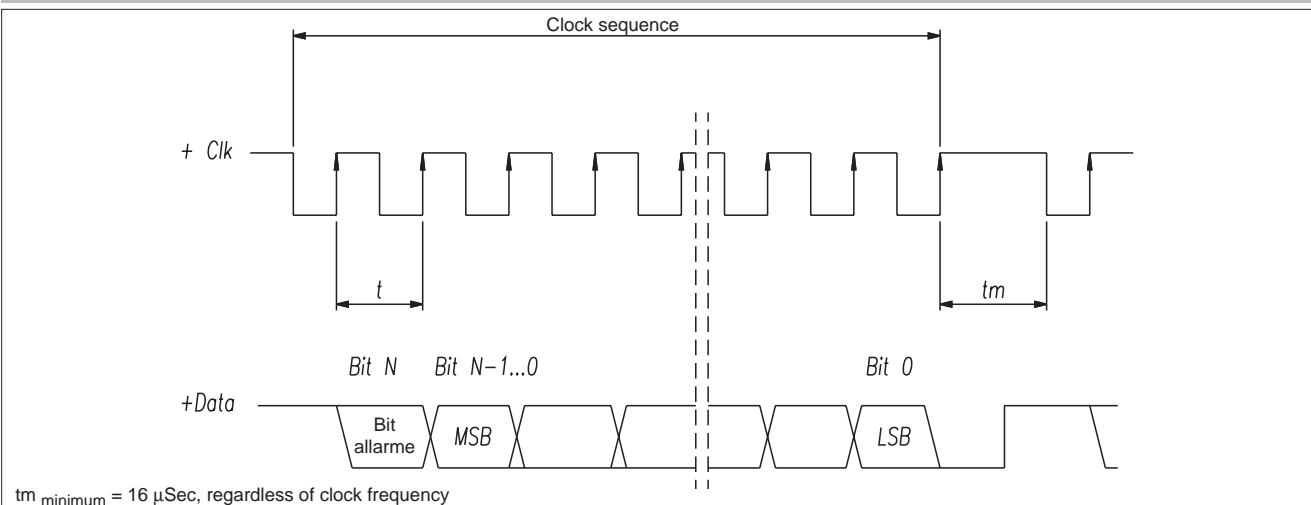 Clock sequence
+ Clk
t
tm
Bit N
Bit N-1...0
Bit 0
+Data
Bit
allarme
MSB
LSB
tm minimum = 16 μSec, regardless of clock frequency